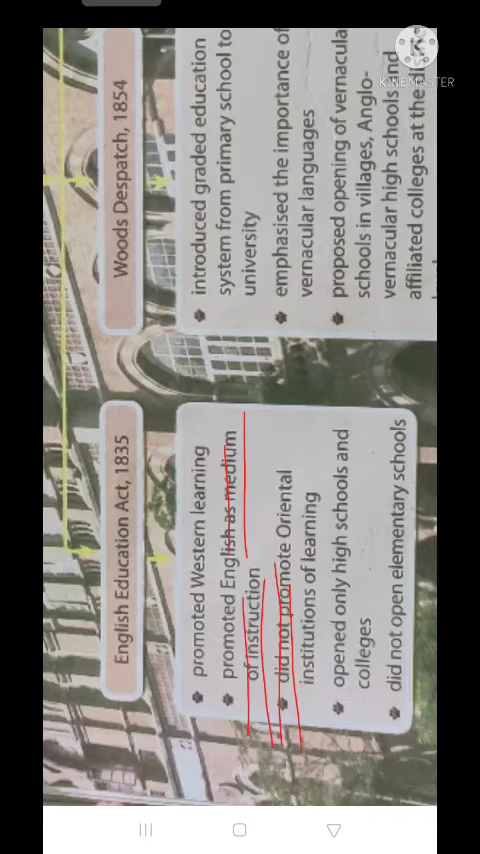 KINEMASTER
English Education Act, 1835
promoted Western learning
promoted English as medium
of instruction
did not promote Oriental
institutions of learning
opened only high schools and
colleges
did not open elementary schools
Woods Despatch, 1854
introduced graded education
system from primary school to
university
emphasised the importance of
vernacular languages
proposed opening of vernacular
schools in villages, Anglo-
vernacular high schools and
affiliated colleges at the